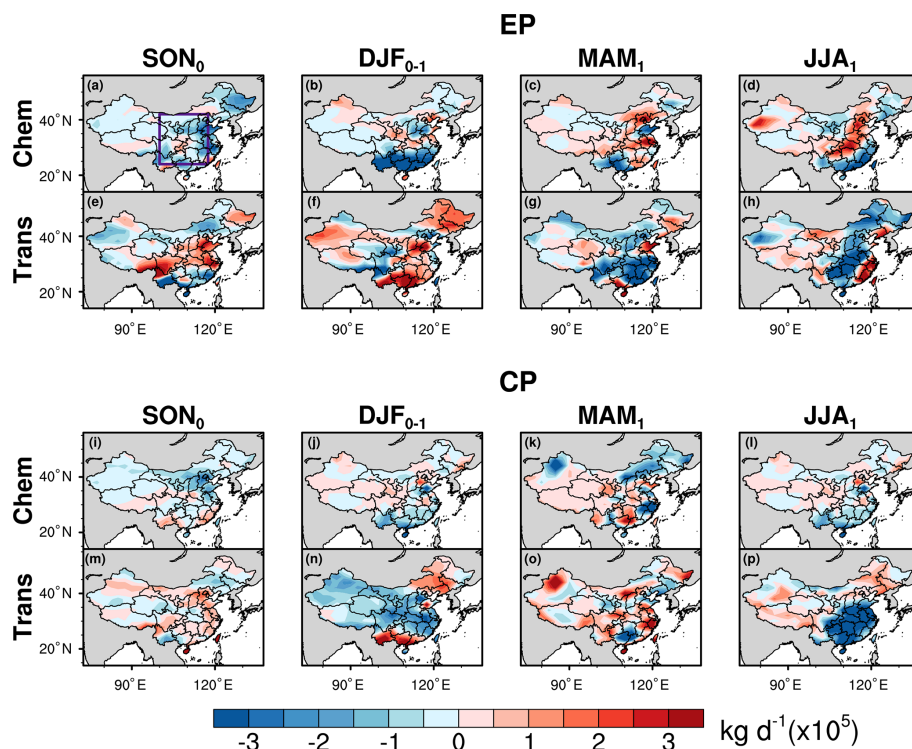 EP
SON₀ DJF₀₋₁ MAM₁ JJA₁
Chem
(a) (b) (c) (d)
40°N
20°N
Trans
(e) (f) (g) (h)
40°N
20°N
90°E 120°E 90°E 120°E 90°E 120°E 90°E 120°E
CP
SON₀ DJF₀₋₁ MAM₁ JJA₁
Chem
(i) (j) (k) (l)
40°N
20°N
Trans
(m) (n) (o) (p)
40°N
20°N
90°E 120°E 90°E 120°E 90°E 120°E 90°E 120°E
-3 -2 -1 0 1 2 3 kg d⁻¹(x10⁵)